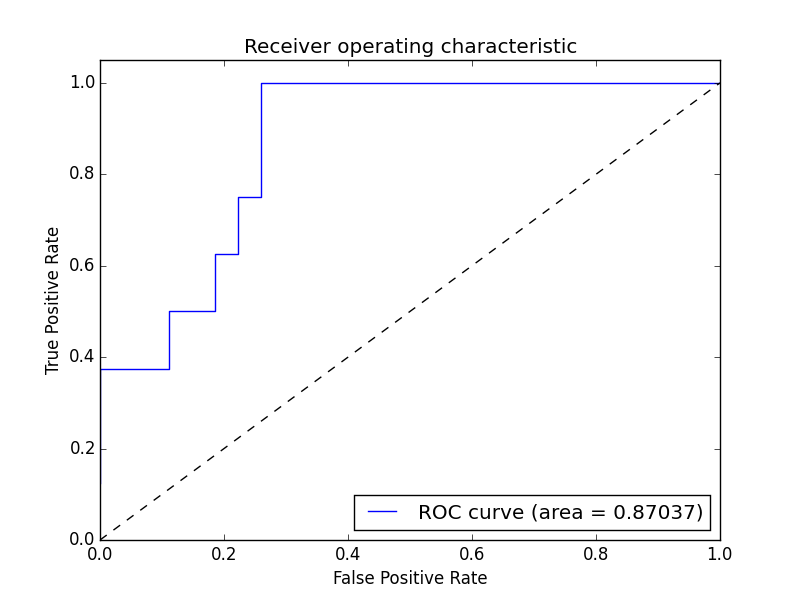 Receiver operating characteristic
True Positive Rate
1.0
0.8
0.6
0.4
0.2
0.0
ROC curve (area = 0.87037)
0.0 0.2 0.4 0.6 0.8 1.0
False Positive Rate